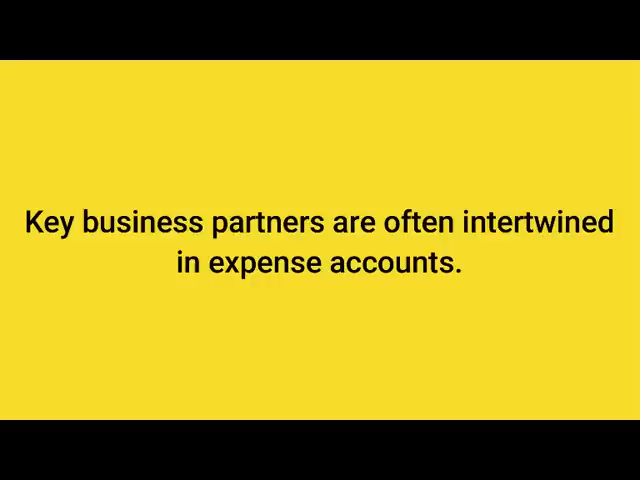 Key business partners are often intertwined
in expense accounts.